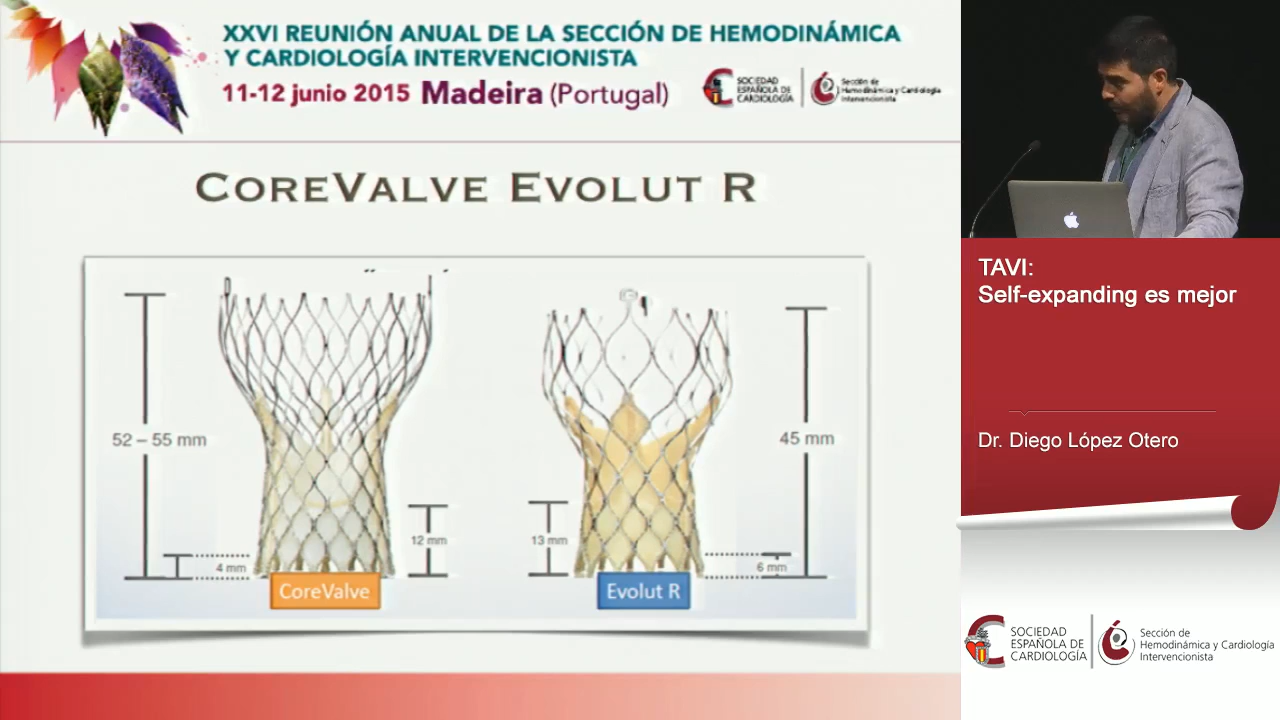 XXVI REUNIÓN ANUAL DE LA SECCIÓN DE HEMODINÁMICA
Y CARDIOLOGÍA INTERVENCIONISTA
11-12 junio 2015 Madeira (Portugal)
SOCIEDAD
ESPAÑOLA DE
CARDIOLOGÍA
Sección de
Hemodinámica y Cardiología
Intervencionista
COREVALVE EVOLUT R
52 – 55 mm
4 mm
12 mm
CoreValve
13 mm
45 mm
6 mm
Evolut R
TAVI:
Self-expanding es mejor
Dr. Diego López Otero
SOCIEDAD
ESPAÑOLA DE
CARDIOLOGÍA
Sección de
Hemodinámica y Cardiología
Intervencionista